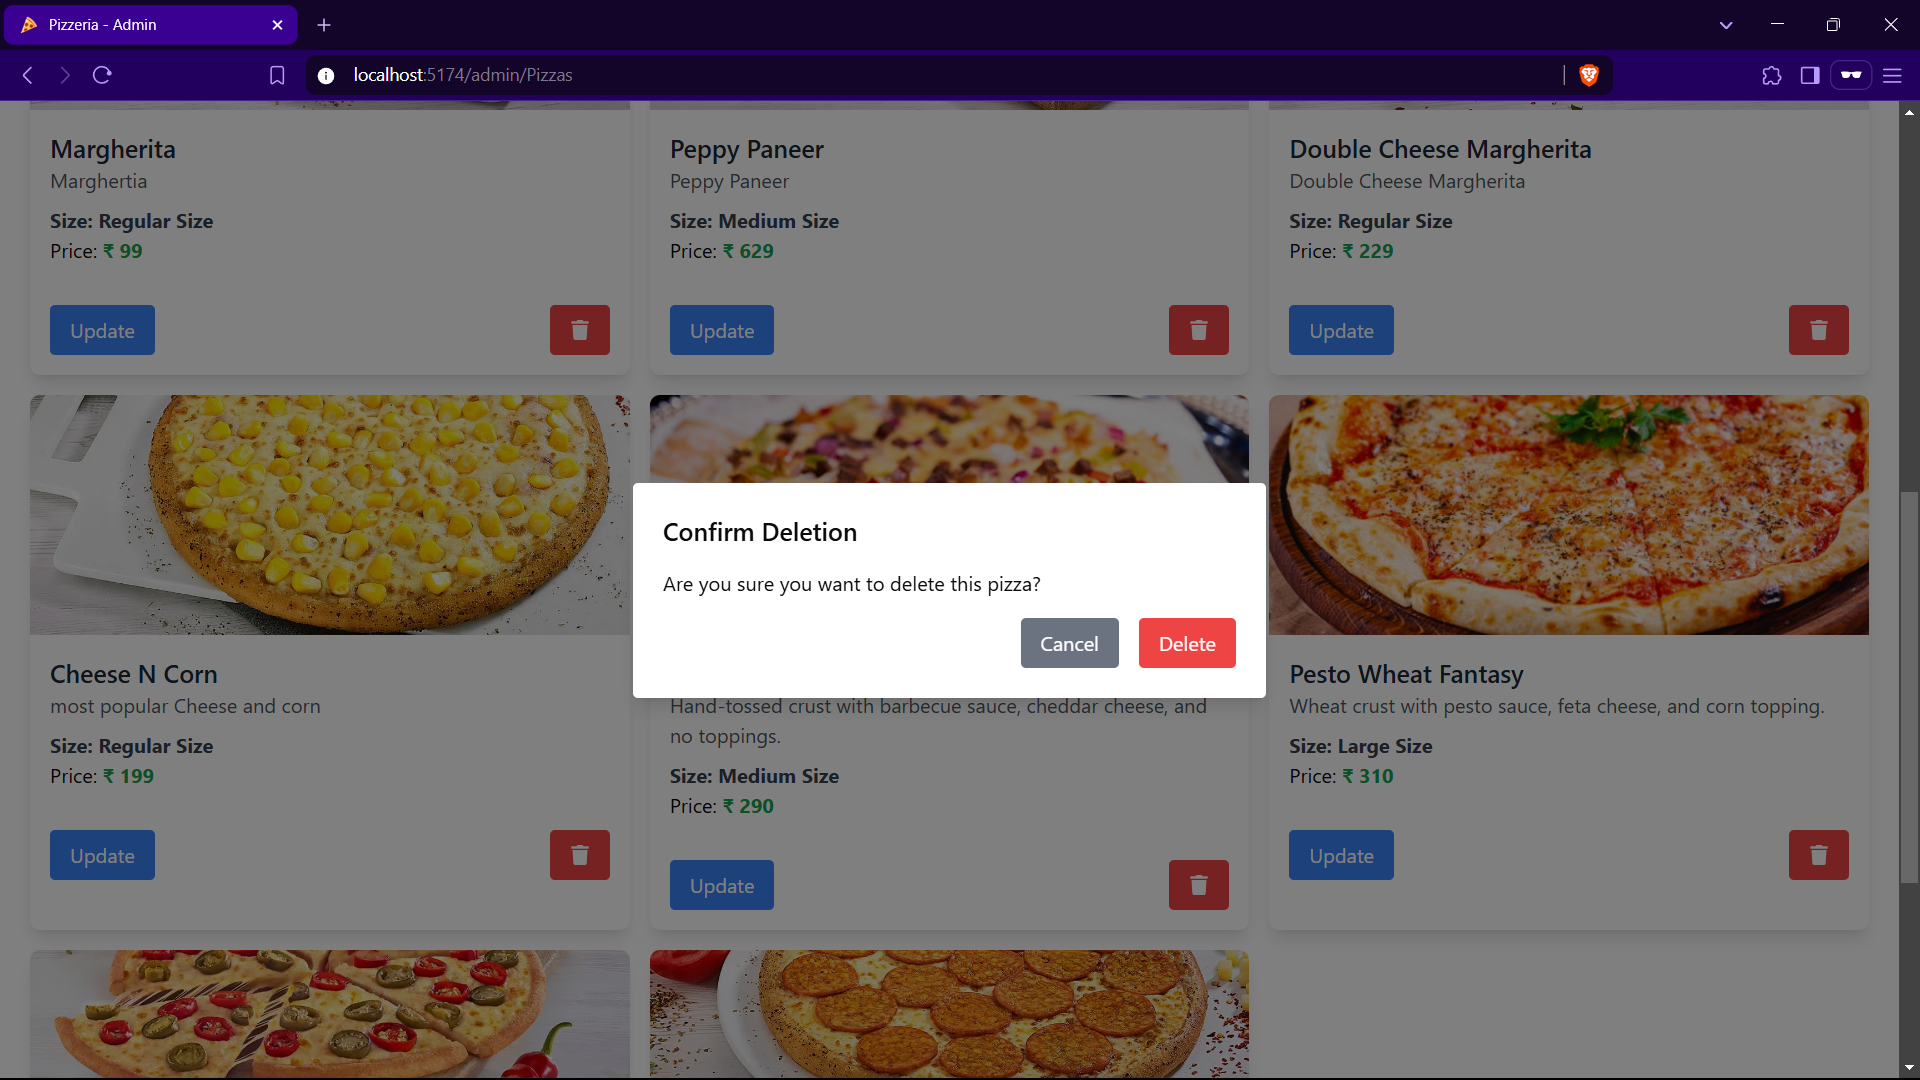 Pizzeria - Admin
localhost:5174/admin/Pizzas
Margherita
Marghertia
Size: Regular Size
Price: ₹ 99
Update
Peppy Paneer
Peppy Paneer
Size: Medium Size
Price: ₹ 629
Update
Double Cheese Margherita
Double Cheese Margherita
Size: Regular Size
Price: ₹ 229
Update
Confirm Deletion
Are you sure you want to delete this pizza?
Cancel
Delete
Cheese N Corn
most popular Cheese and corn
Size: Regular Size
Price: ₹ 199
Update
Hand-tossed crust with barbecue sauce, cheddar cheese, and
no toppings.
Size: Medium Size
Price: ₹ 290
Update
Pesto Wheat Fantasy
Wheat crust with pesto sauce, feta cheese, and corn topping.
Size: Large Size
Price: ₹ 310
Update